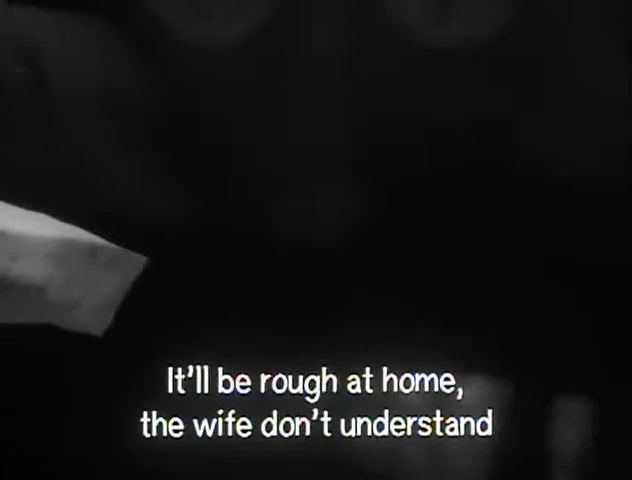 It'll be rough at home,
the wife don't understand